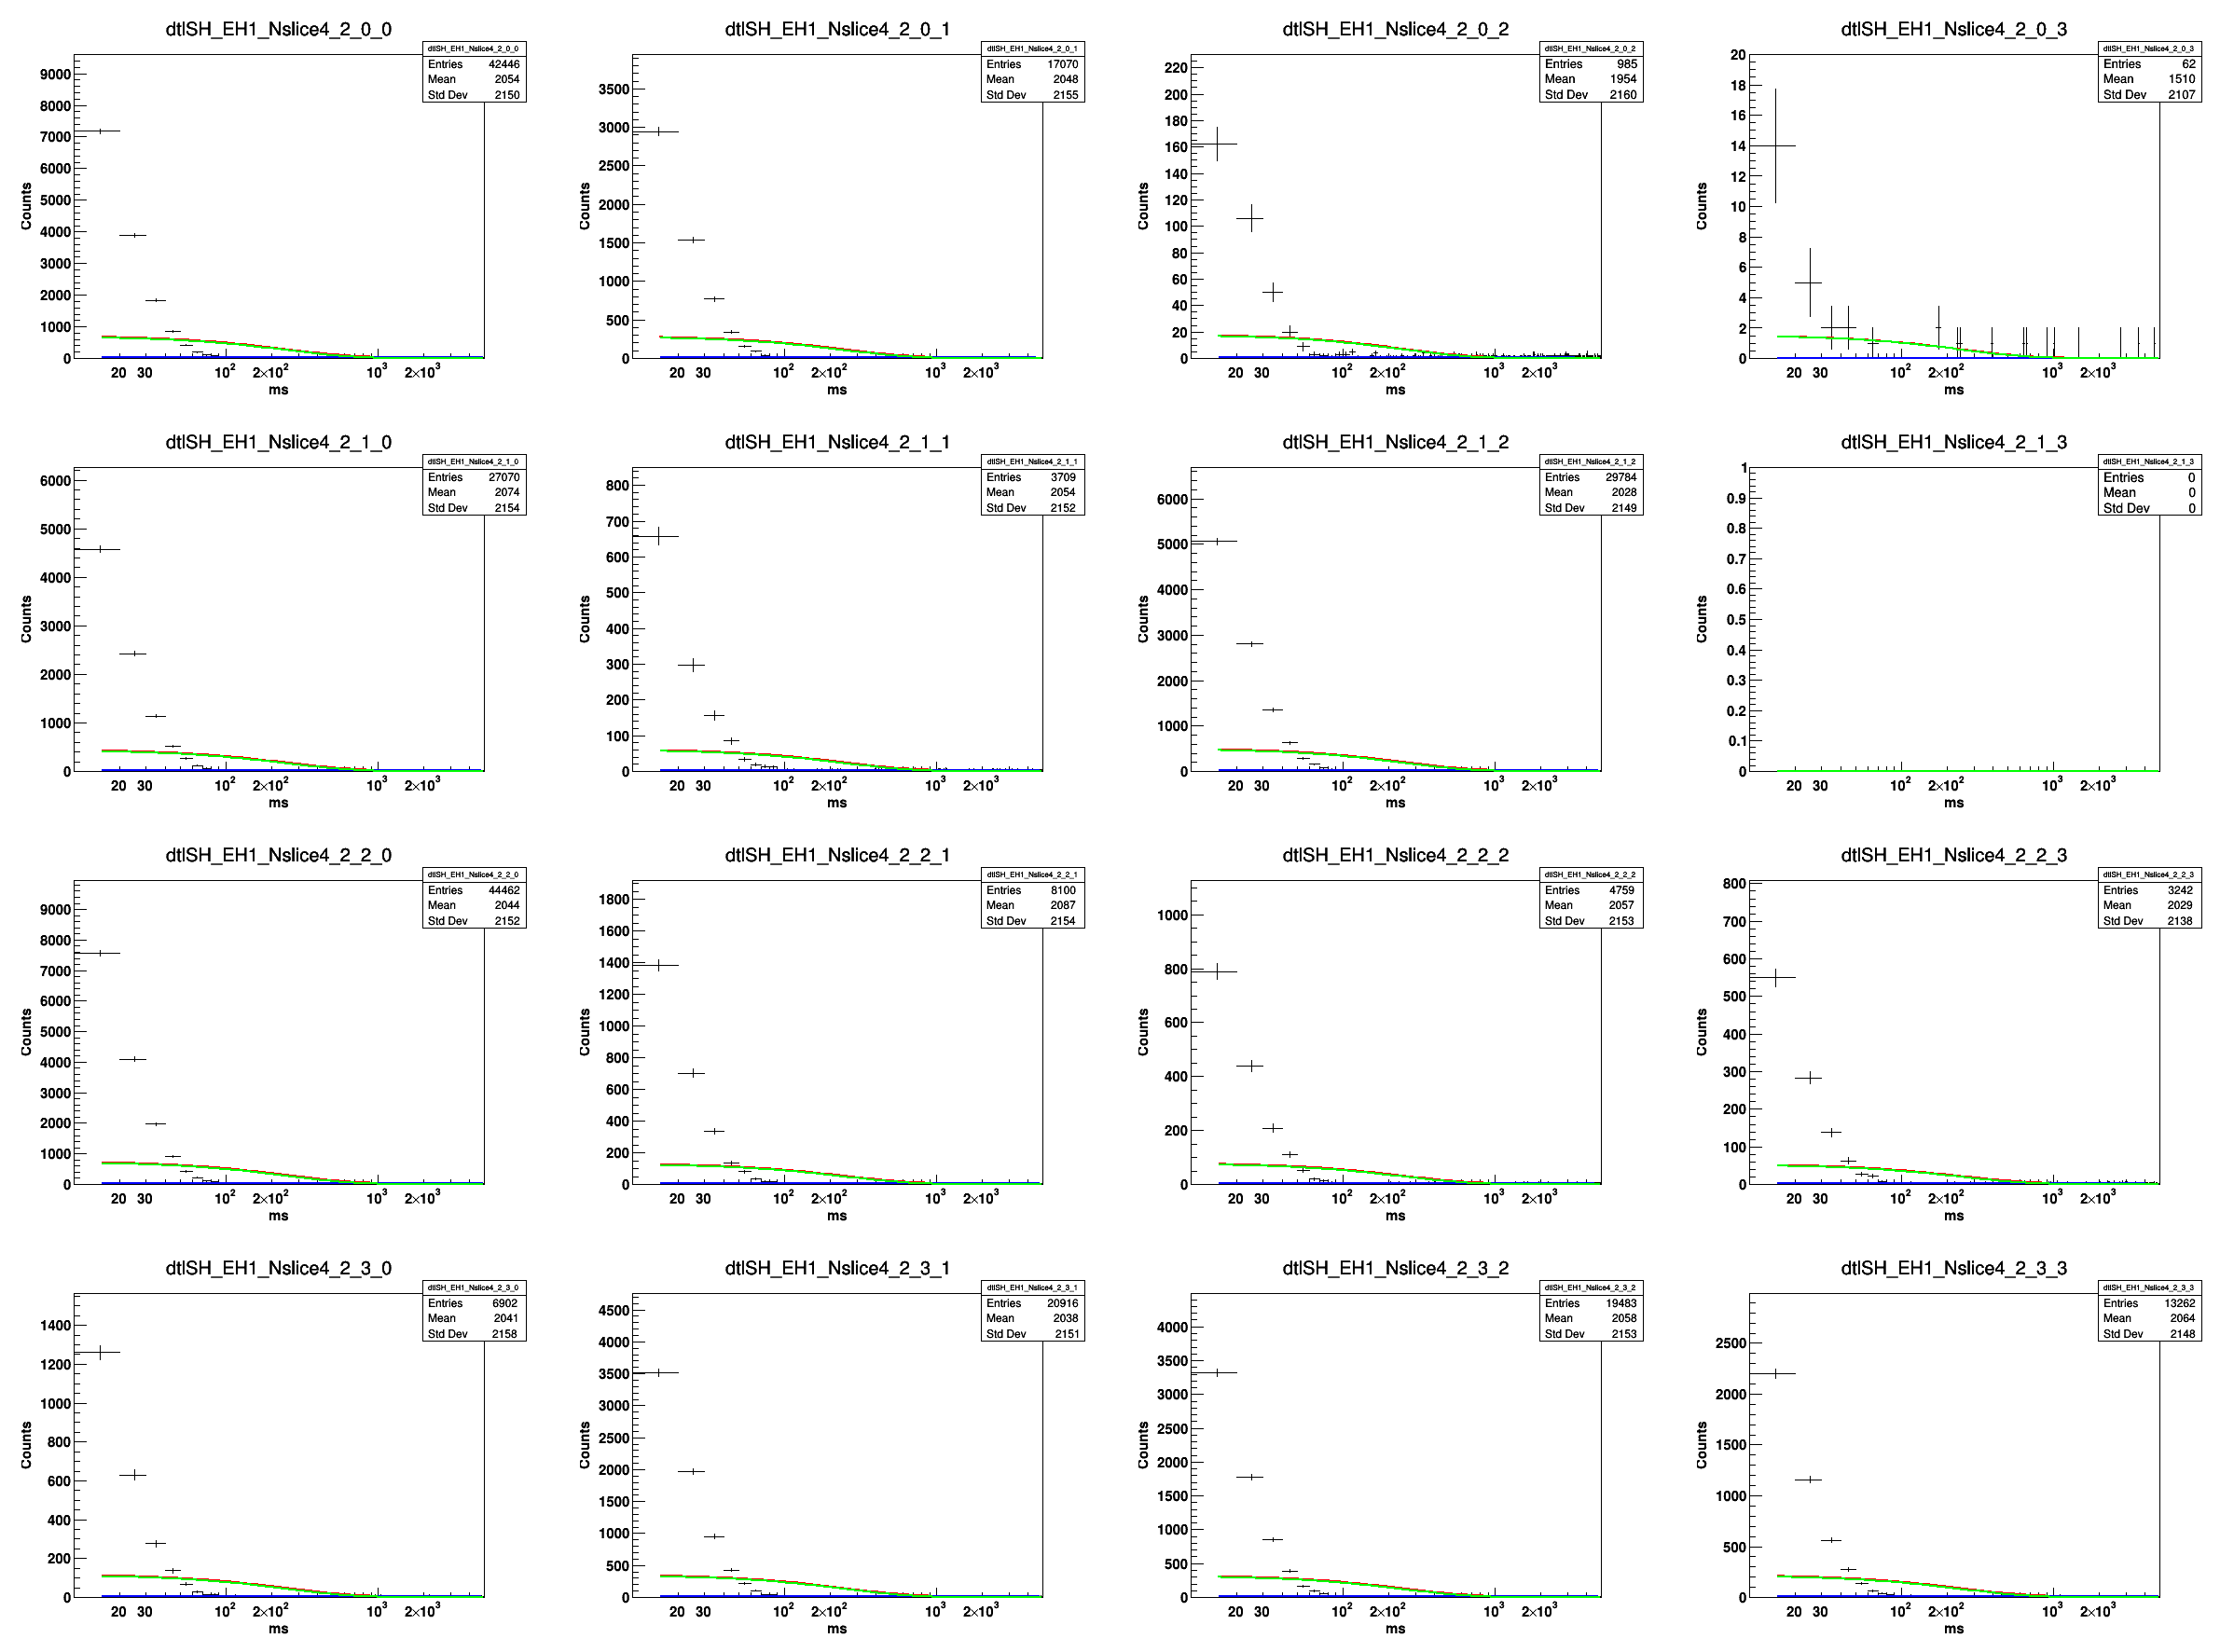 dtlSH_EH1_Nslice4_2_0_0
dtlSH_EH1_Nslice4_2_0_0
Entries 42446
Mean 2054
Std Dev 2150
9000
8000
7000
6000
5000
4000
3000
2000
1000
0
Counts
20 30 10² 2×10² 10³ 2×10³
ms
dtlSH_EH1_Nslice4_2_0_1
dtlSH_EH1_Nslice4_2_0_1
Entries 17070
Mean 2048
Std Dev 2155
3500
3000
2500
2000
1500
1000
500
0
Counts
20 30 10² 2×10² 10³ 2×10³
ms
dtlSH_EH1_Nslice4_2_0_2
dtlSH_EH1_Nslice4_2_0_2
Entries 985
Mean 1954
Std Dev 2160
220
200
180
160
140
120
100
80
60
40
20
0
Counts
20 30 10² 2×10² 10³ 2×10³
ms
dtlSH_EH1_Nslice4_2_0_3
dtlSH_EH1_Nslice4_2_0_3
Entries 62
Mean 1510
Std Dev 2107
20
18
16
14
12
10
8
6
4
2
0
Counts
20 30 10² 2×10² 10³ 2×10³
ms
dtlSH_EH1_Nslice4_2_1_0
dtlSH_EH1_Nslice4_2_1_0
Entries 27070
Mean 2074
Std Dev 2154
6000
5000
4000
3000
2000
1000
0
Counts
20 30 10² 2×10² 10³ 2×10³
ms
dtlSH_EH1_Nslice4_2_1_1
dtlSH_EH1_Nslice4_2_1_1
Entries 3709
Mean 2054
Std Dev 2152
800
700
600
500
400
300
200
100
0
Counts
20 30 10² 2×10² 10³ 2×10³
ms
dtlSH_EH1_Nslice4_2_1_2
dtlSH_EH1_Nslice4_2_1_2
Entries 29784
Mean 2028
Std Dev 2149
6000
5000
4000
3000
2000
1000
0
Counts
20 30 10² 2×10² 10³ 2×10³
ms
dtlSH_EH1_Nslice4_2_1_3
dtlSH_EH1_Nslice4_2_1_3
Entries 0
Mean 0
Std Dev 0
1
0.9
0.8
0.7
0.6
0.5
0.4
0.3
0.2
0.1
0
Counts
20 30 10² 2×10² 10³ 2×10³
ms
dtlSH_EH1_Nslice4_2_2_0
dtlSH_EH1_Nslice4_2_2_0
Entries 44462
Mean 2044
Std Dev 2152
9000
8000
7000
6000
5000
4000
3000
2000
1000
0
Counts
20 30 10² 2×10² 10³ 2×10³
ms
dtlSH_EH1_Nslice4_2_2_1
dtlSH_EH1_Nslice4_2_2_1
Entries 8100
Mean 2087
Std Dev 2154
1800
1600
1400
1200
1000
800
600
400
200
0
Counts
20 30 10² 2×10² 10³ 2×10³
ms
dtlSH_EH1_Nslice4_2_2_2
dtlSH_EH1_Nslice4_2_2_2
Entries 4759
Mean 2057
Std Dev 2153
1000
800
600
400
200
0
Counts
20 30 10² 2×10² 10³ 2×10³
ms
dtlSH_EH1_Nslice4_2_2_3
dtlSH_EH1_Nslice4_2_2_3
Entries 3242
Mean 2029
Std Dev 2138
800
700
600
500
400
300
200
100
0
Counts
20 30 10² 2×10² 10³ 2×10³
ms
dtlSH_EH1_Nslice4_2_3_0
dtlSH_EH1_Nslice4_2_3_0
Entries 6902
Mean 2041
Std Dev 2158
1400
1200
1000
800
600
400
200
0
Counts
20 30 10² 2×10² 10³ 2×10³
ms
dtlSH_EH1_Nslice4_2_3_1
dtlSH_EH1_Nslice4_2_3_1
Entries 20916
Mean 2038
Std Dev 2151
4500
4000
3500
3000
2500
2000
1500
1000
500
0
Counts
20 30 10² 2×10² 10³ 2×10³
ms
dtlSH_EH1_Nslice4_2_3_2
dtlSH_EH1_Nslice4_2_3_2
Entries 19483
Mean 2058
Std Dev 2153
4000
3500
3000
2500
2000
1500
1000
500
0
Counts
20 30 10² 2×10² 10³ 2×10³
ms
dtlSH_EH1_Nslice4_2_3_3
dtlSH_EH1_Nslice4_2_3_3
Entries 13262
Mean 2064
Std Dev 2148
2500
2000
1500
1000
500
0
Counts
20 30 10² 2×10² 10³ 2×10³
ms